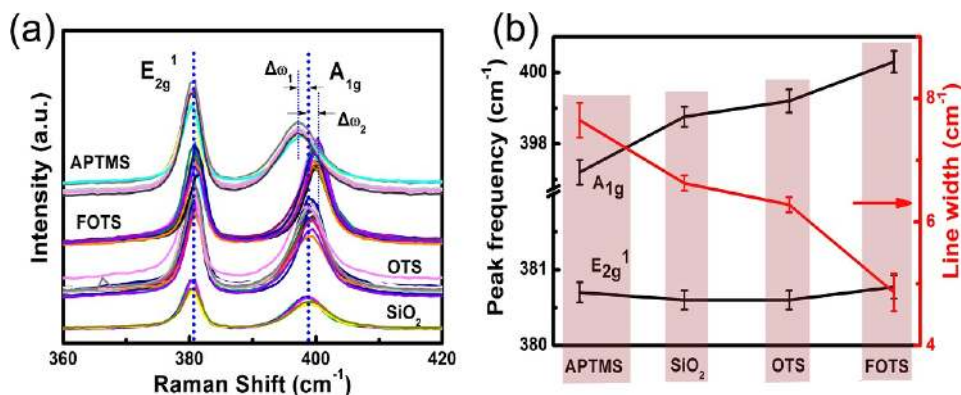 (a)
E₂g¹
Δω₁
A₁g
Δω₂
APTMS
FOTS
OTS
SiO₂
Intensity (a.u.)
360 380 400 420
Raman Shift (cm⁻¹)
(b)
Peak frequency (cm⁻¹)
400
398
381
380
A₁g
E₂g¹
8
6
4
Line width (cm⁻¹)
APTMS SiO₂ OTS FOTS